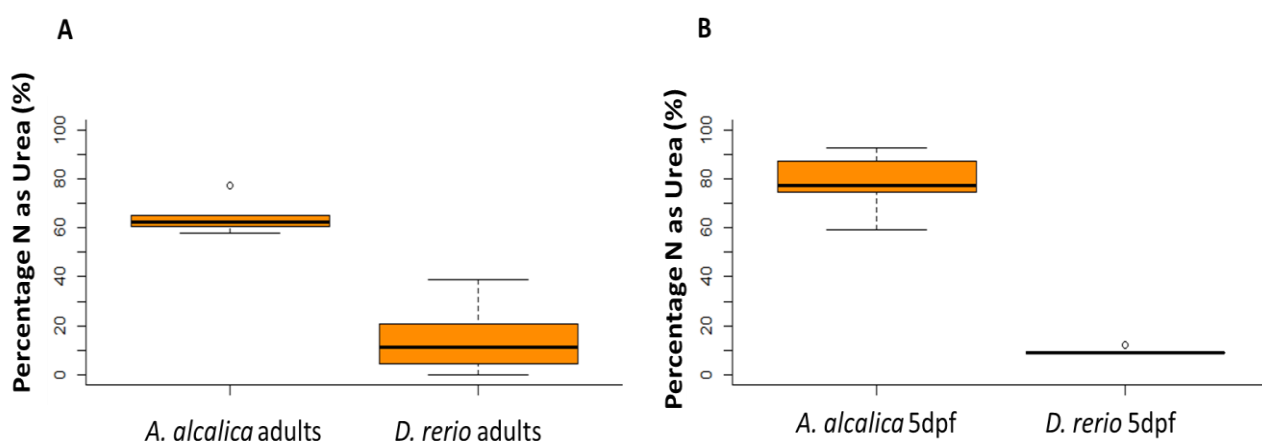 A
Percentage N as Urea (%)
100
80
60
40
20
0
A. alcalica adults
D. rerio adults
B
Percentage N as Urea (%)
100
80
60
40
20
0
A. alcalica 5dpf
D. rerio 5dpf